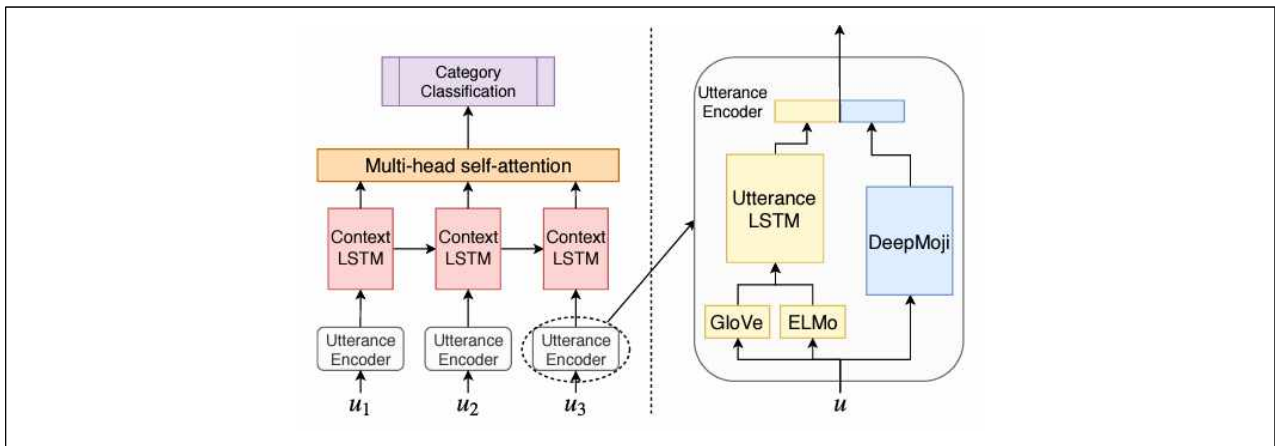 Category
Classification
Multi-head self-attention
Context
LSTM
Context
LSTM
Context
LSTM
Utterance
Encoder
Utterance
Encoder
Utterance
Encoder
u1
u2
u3
Utterance
Encoder
Utterance
LSTM
DeepMoji
GloVe
ELMo
u